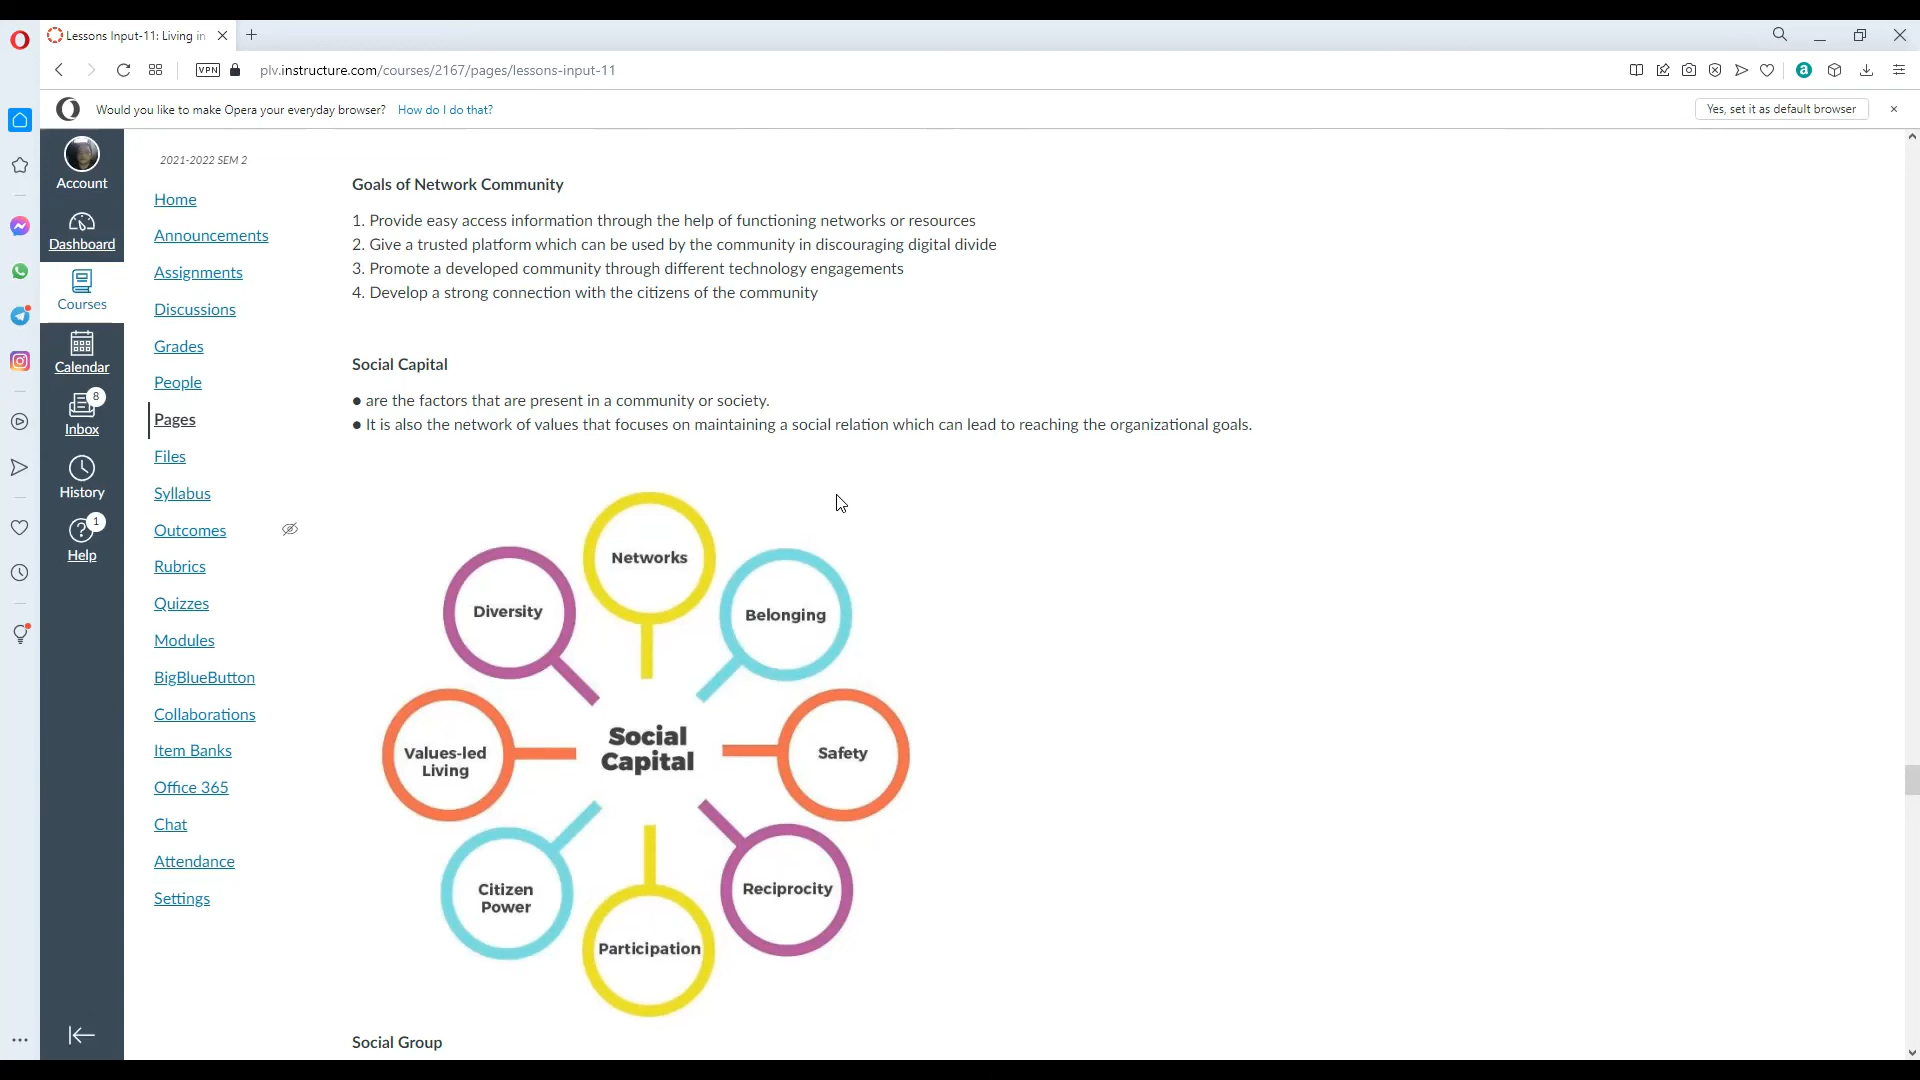 Lessons Input-11: Living in
VPN
plv.instructure.com/courses/2167/pages/lessons-input-11
a
Would you like to make Opera your everyday browser? How do I do that?
Yes, set it as default browser
Account
Dashboard
Courses
Calendar
8
Inbox
History
1
Help
2021-2022 SEM 2
Home
Announcements
Assignments
Discussions
Grades
People
Pages
Files
Syllabus
Outcomes
Rubrics
Quizzes
Modules
BigBlueButton
Collaborations
Item Banks
Office 365
Chat
Attendance
Settings
Goals of Network Community
1. Provide easy access information through the help of functioning networks or resources
2. Give a trusted platform which can be used by the community in discouraging digital divide
3. Promote a developed community through different technology engagements
4. Develop a strong connection with the citizens of the community
Social Capital
● are the factors that are present in a community or society.
● It is also the network of values that focuses on maintaining a social relation which can lead to reaching the organizational goals.
Networks
Diversity
Belonging
Values-led
Living
Social
Capital
Safety
Citizen
Power
Reciprocity
Participation
Social Group